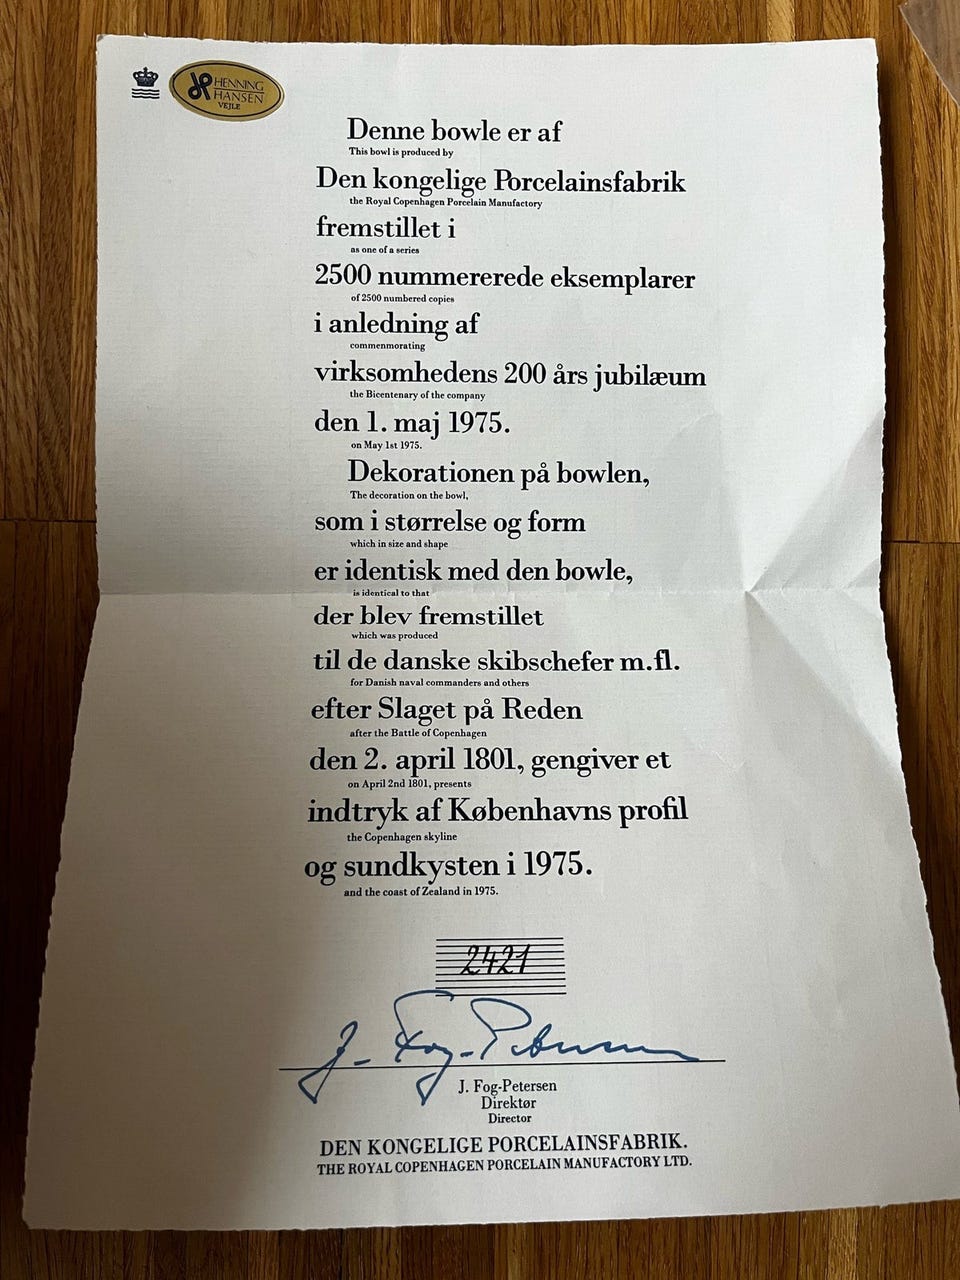 HENNING
HANSEN
VEJLE
Denne bowle er af
This bowl is produced by
Den kongelige Porcelainsfabrik
the Royal Copenhagen Porcelain Manufactory
fremstillet i
as one of a series
2500 nummererede eksemplarer
of 2500 numbered copies
i anledning af
commenmorating
virksomhedens 200 års jubilæum
the Bicentenary of the company
den 1. maj 1975.
on May 1st 1975.
Dekorationen på bowlen,
The decoration on the bowl,
som i størrelse og form
which in size and shape
er identisk med den bowle,
is identical to that
der blev fremstillet
which was produced
til de danske skibschefer m.fl.
for Danish naval commanders and others
efter Slaget på Reden
after the Battle of Copenhagen
den 2. april 1801, gengiver et
on April 2nd 1801, presents
indtryk af Københavns profil
the Copenhagen skyline
og sundkysten i 1975.
and the coast of Zealand in 1975.
2421
J. Fog-Petersen
J. Fog-Petersen
Direktør
Director
DEN KONGELIGE PORCELAINSFABRIK.
THE ROYAL COPENHAGEN PORCELAIN MANUFACTORY LTD.